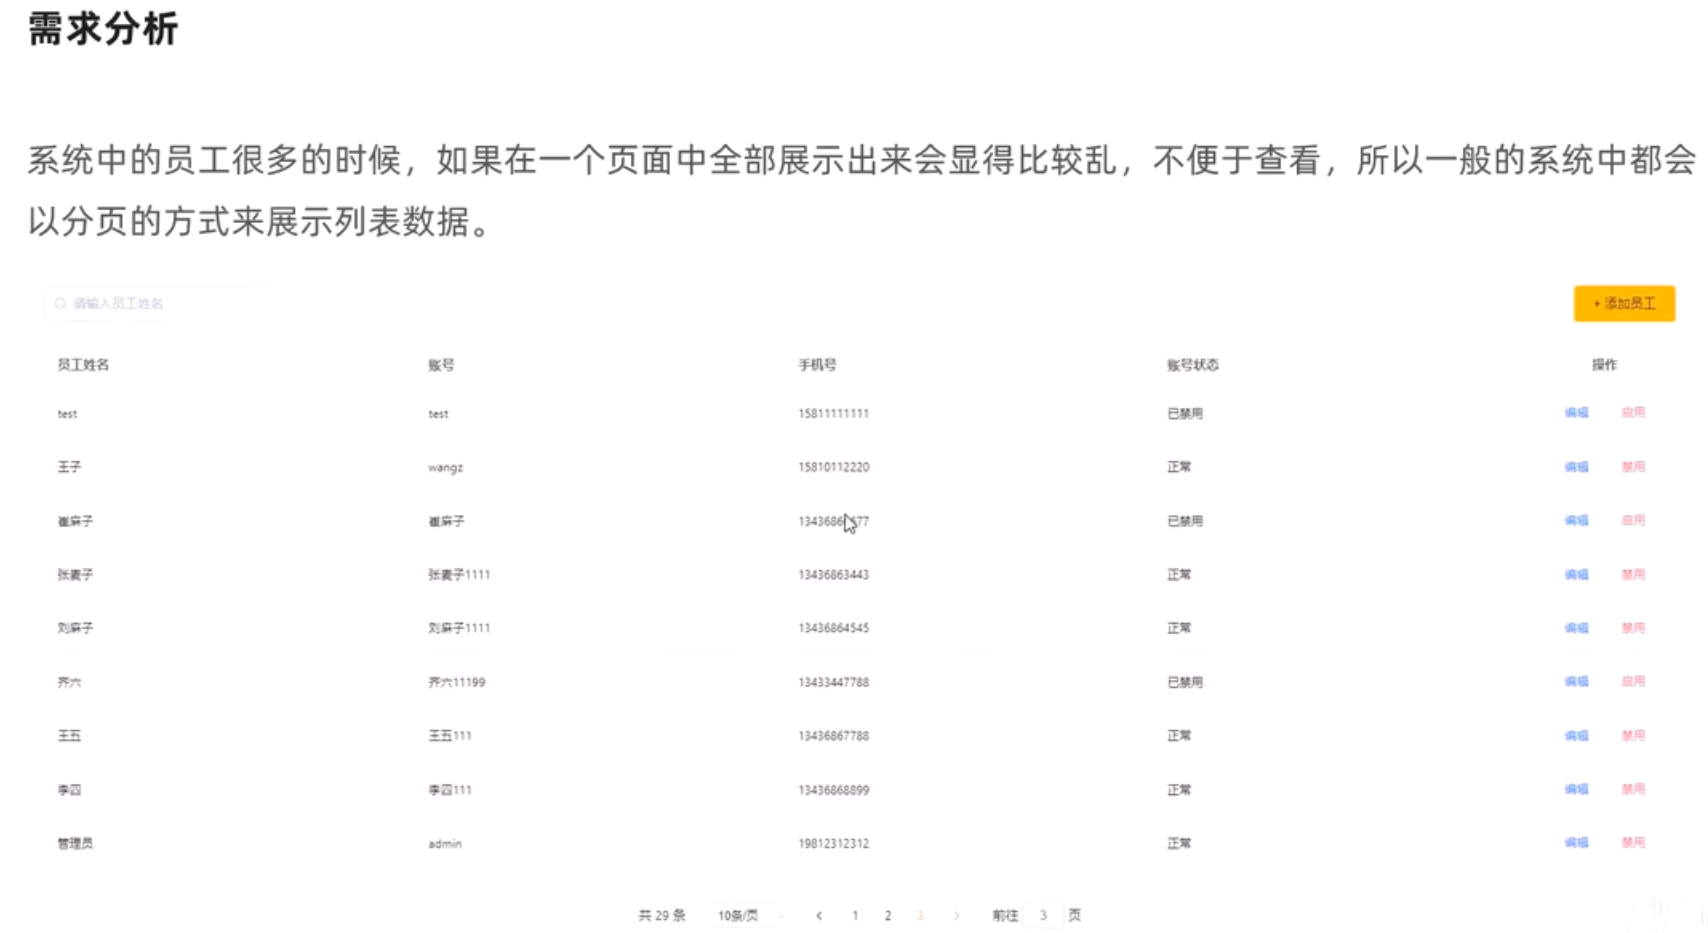 需求分析
系统中的员工很多的时候，如果在一个页面中全部展示出来会显得比较乱，不便于查看，所以一般的系统中都会
以分页的方式来展示列表数据。
请输入员工姓名 + 添加员工
员工姓名 账号 手机号 账号状态 操作
test test 15811111111 已禁用 编辑 启用
王子 wangz 15810112220 正常 编辑 禁用
崔麻子 崔麻子 已禁用 编辑 启用
张麦子 张麦子1111 13436863443 正常 编辑 禁用
刘麻子 刘麻子1111 13436864545 正常 编辑 禁用
齐六 齐六11199 13433447788 已禁用 编辑 启用
王五 王五111 13436867788 正常 编辑 禁用
李四 李四111 13436868899 正常 编辑 禁用
管理员 admin 19812312312 正常 编辑 禁用
共 29 条 10条/页 < 1 2 3 > 前往 3 页